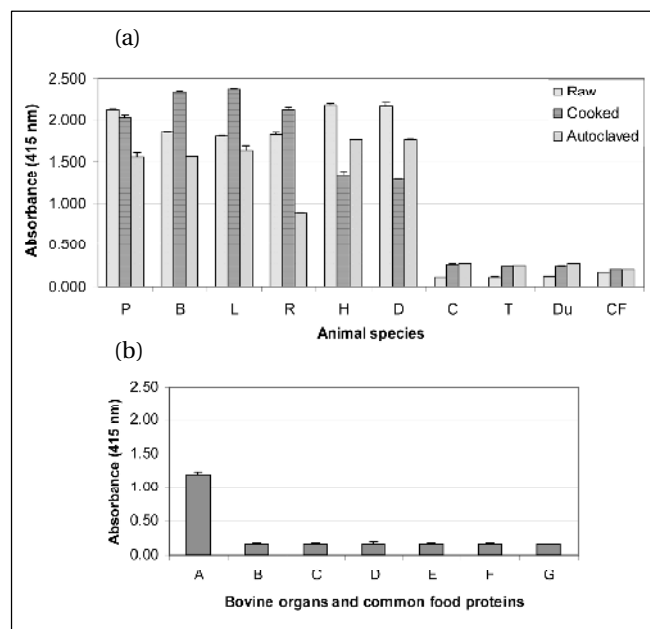 (a)
2.500
2.000
1.500
1.000
0.500
0.000
Absorbance (415 nm)
Raw
Cooked
Autoclaved
P B L R H D C T Du CF
Animal species
(b)
2.50
2.00
1.50
1.00
0.50
0.00
Absorbance (415 nm)
A B C D E F G
Bovine organs and common food proteins